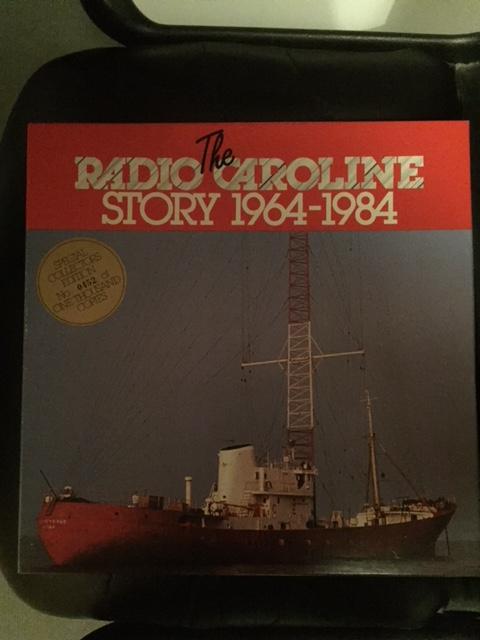 The
RADIO CAROLINE
STORY 1964-1984
SPECIAL
COLLECTORS
EDITION
No 0452 of
ONE THOUSAND
COPIES